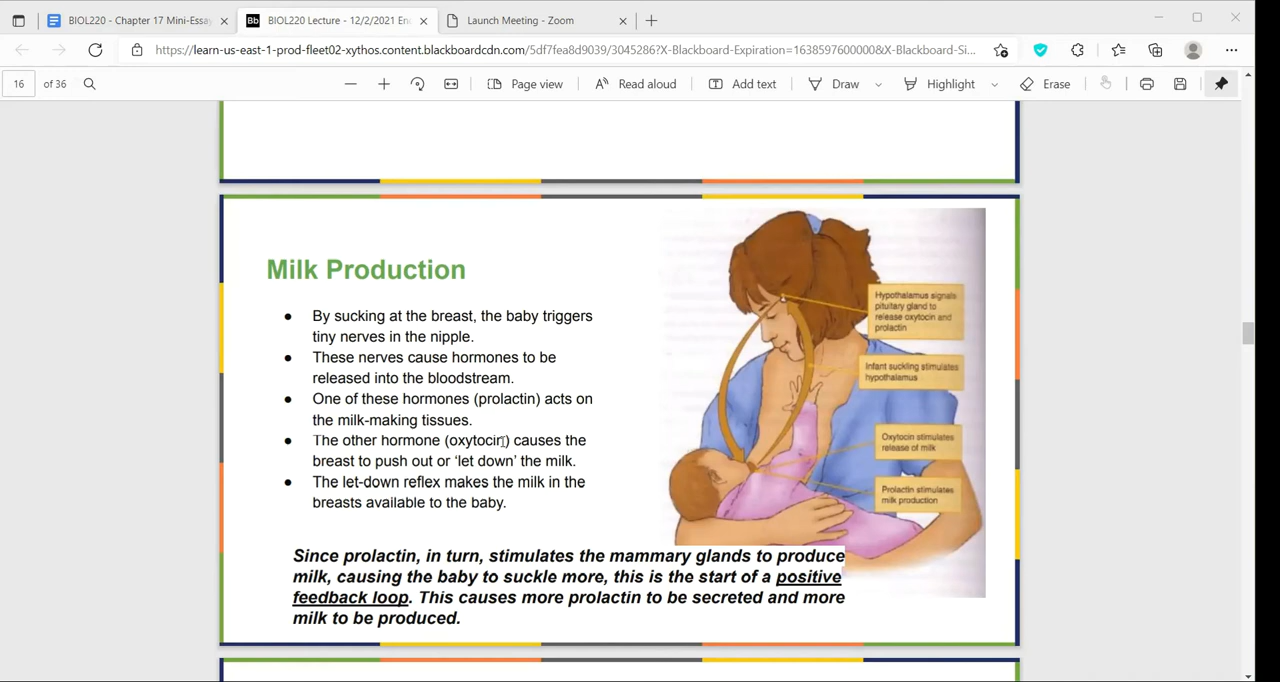 BIOL220 - Chapter 17 Mini-Essay
BIOL220 Lecture - 12/2/2021 En
Launch Meeting - Zoom
https://learn-us-east-1-prod-fleet02-xythos.content.blackboardcdn.com/5df7fea8d9039/3045286?X-Blackboard-Expiration=1638597600000&X-Blackboard-Si...
16 of 36
Page view
Read aloud
Add text
Draw
Highlight
Erase
Milk Production
By sucking at the breast, the baby triggers
tiny nerves in the nipple.
These nerves cause hormones to be
released into the bloodstream.
One of these hormones (prolactin) acts on
the milk-making tissues.
The other hormone (oxytocin) causes the
breast to push out or ‘let down’ the milk.
The let-down reflex makes the milk in the
breasts available to the baby.
Hypothalamus signals
pituitary gland to
release oxytocin and
prolactin
Infant suckling stimulates
hypothalamus
Oxytocin stimulates
release of milk
Prolactin stimulates
milk production
Since prolactin, in turn, stimulates the mammary glands to produce
milk, causing the baby to suckle more, this is the start of a positive
feedback loop. This causes more prolactin to be secreted and more
milk to be produced.